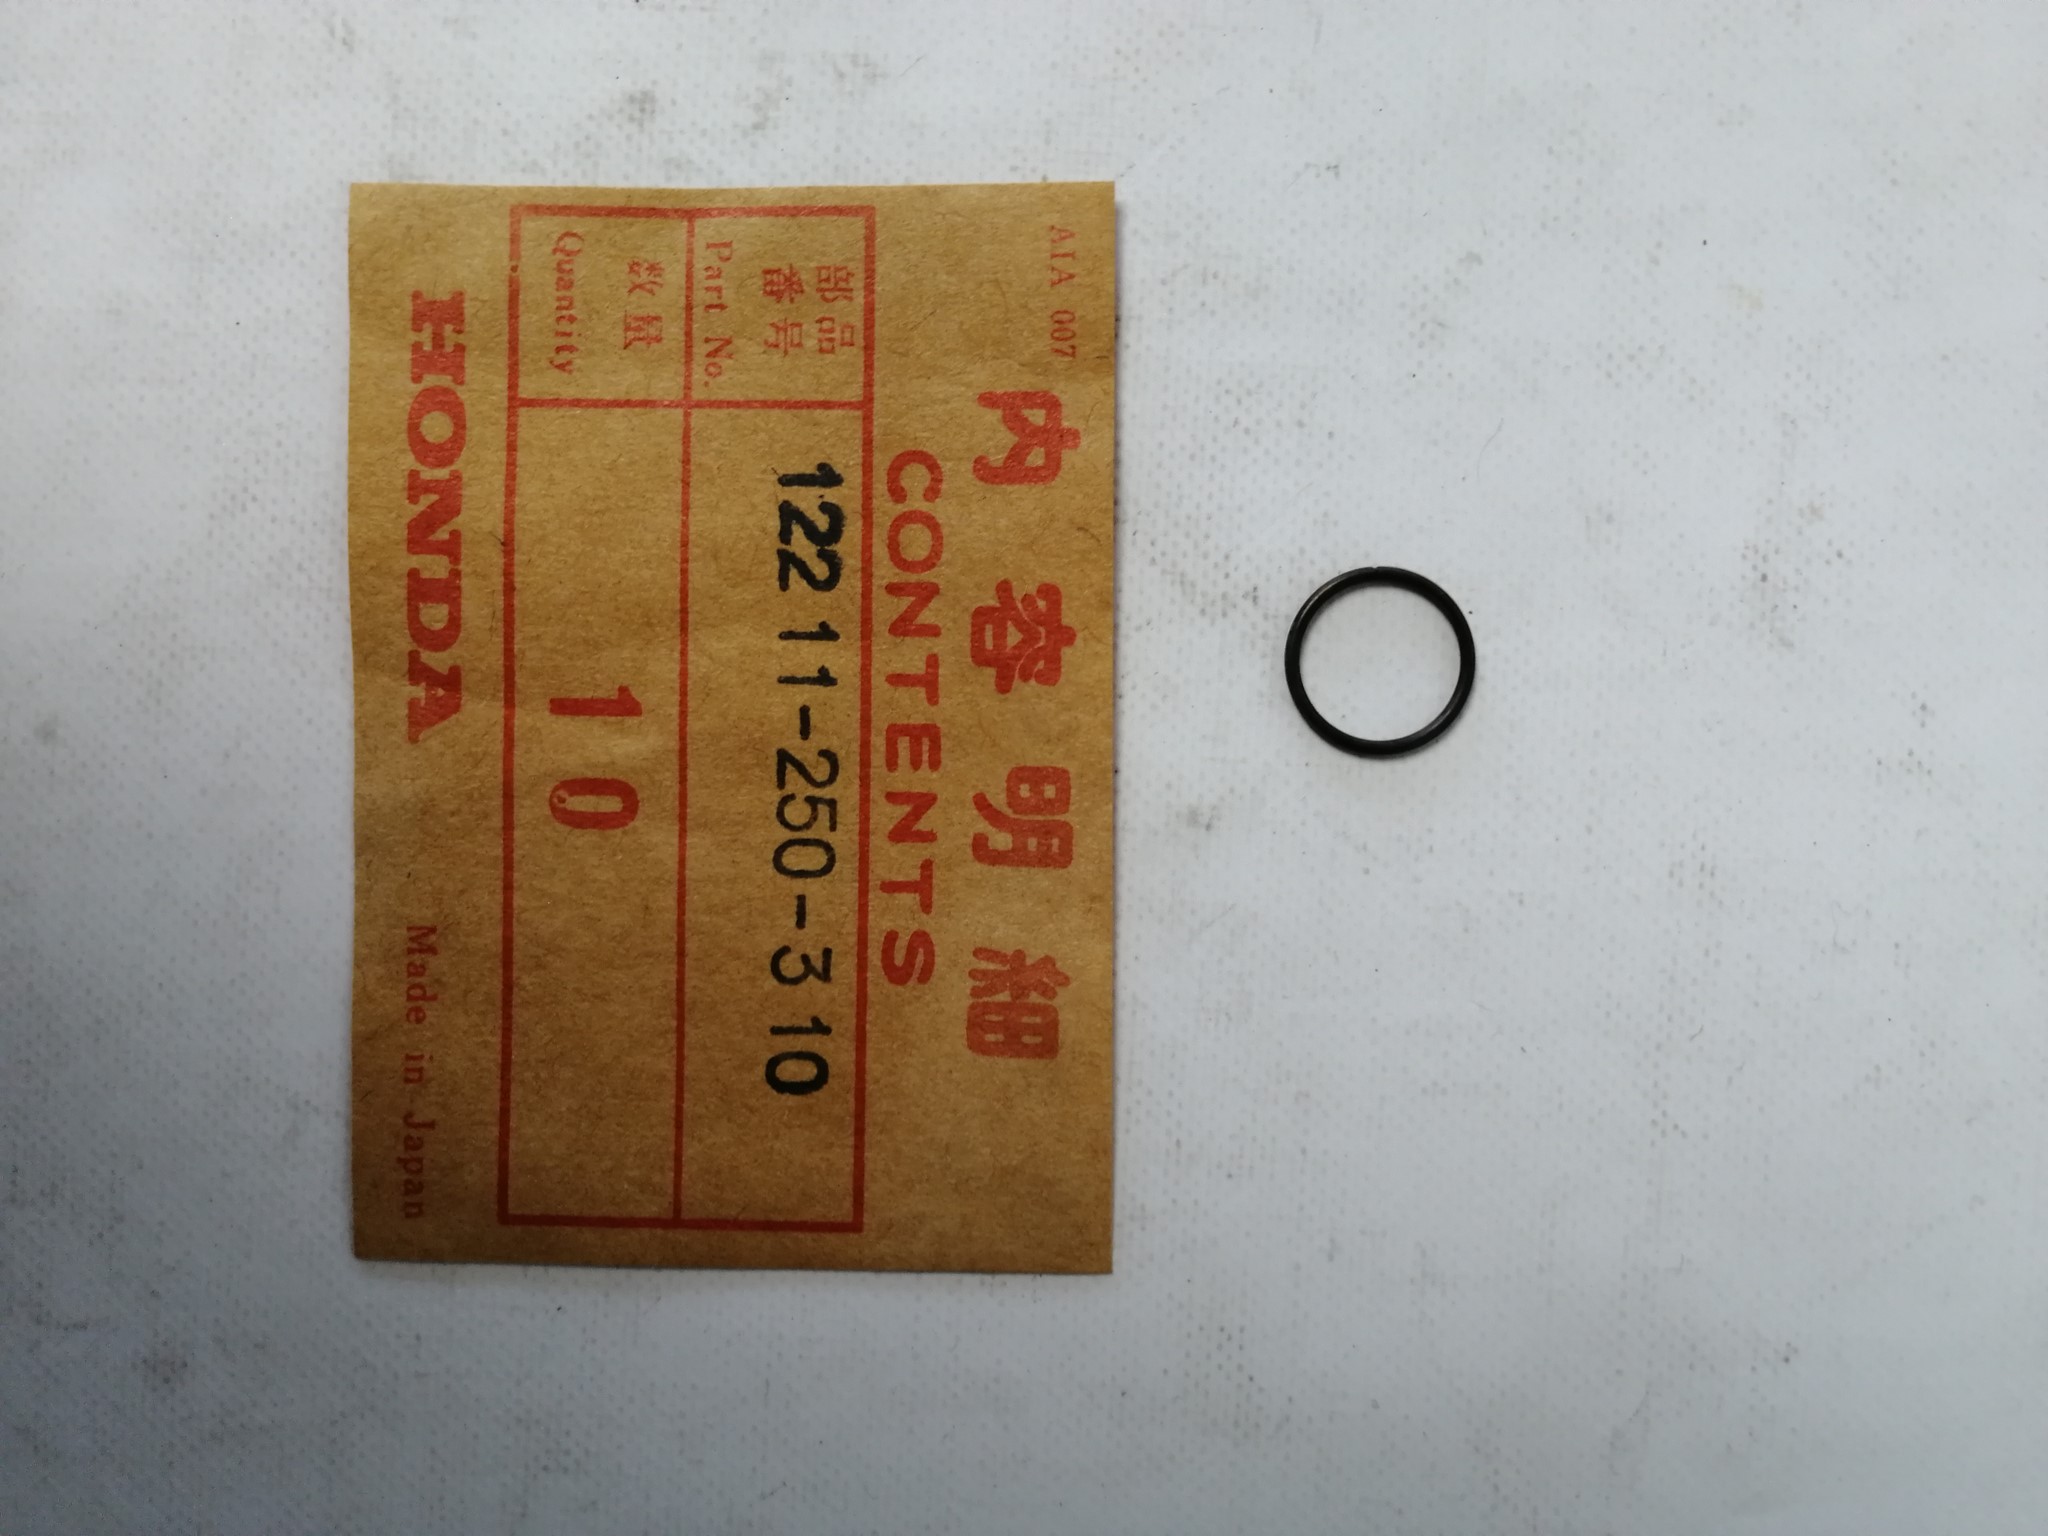 AIA 007
内容明細
CONTENTS
部品
番号
Part No.
12211-250-310
数量
Quantity
10
HONDA
Made in Japan